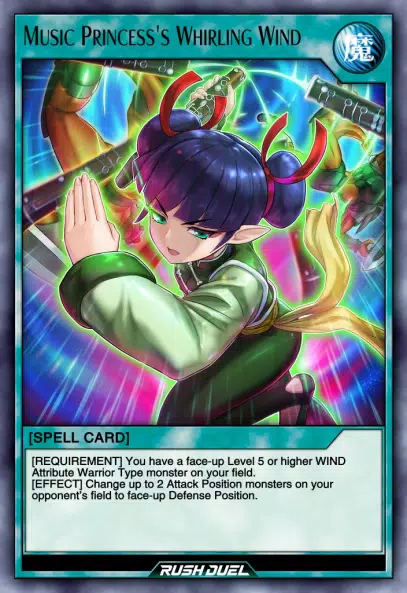 Music Princess's Whirling Wind
魔
[SPELL CARD]
[REQUIREMENT] You have a face-up Level 5 or higher WIND
Attribute Warrior Type monster on your field.
[EFFECT] Change up to 2 Attack Position monsters on your
opponent's field to face-up Defense Position.
RUSH DUEL